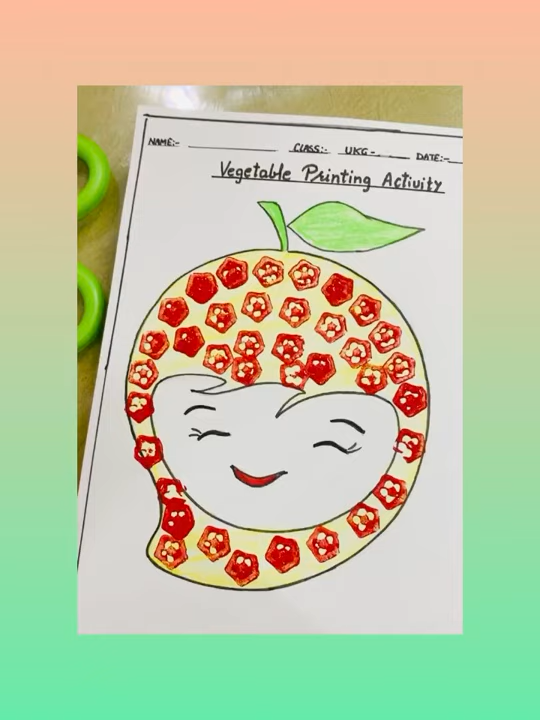 NAME:- CLASS:- UKG - DATE:-
Vegetable Printing Activity